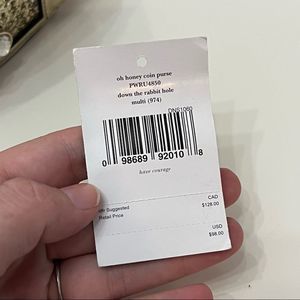 oh honey coin purse
PWRU4850
down the rabbit hole
multi (974)
DNS1060
0 98689 92010 8
have courage
CAD
Mfr Suggested $128.00
Retail Price
USD
$98.00